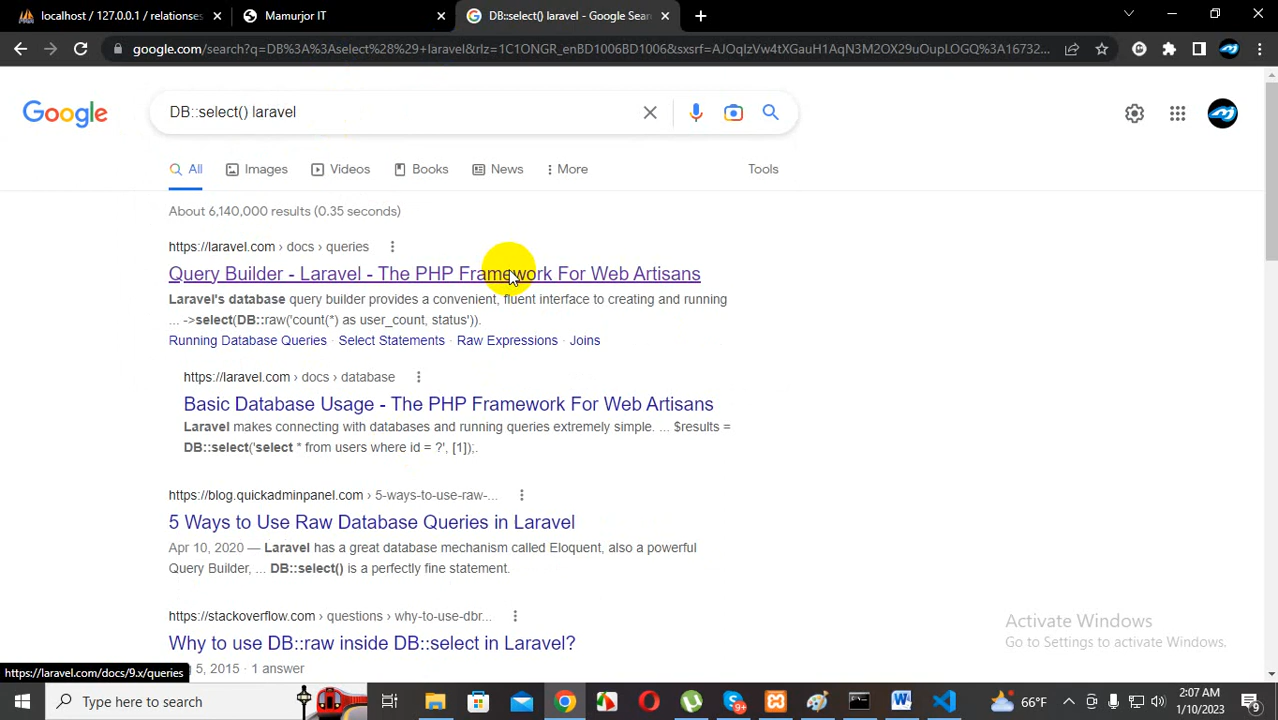 localhost / 127.0.0.1 / relationses
Mamurjor IT
DB::select() laravel - Google Searc
google.com/search?q=DB%3A%3Aselect%28%29+laravel&rlz=1C1ONGR_enBD1006BD1006&sxsrf=AJOqIzVw4tXGauH1AqN3M2OX29uOupLOGQ%3A16732...
Google
DB::select() laravel
All
Images
Videos
Books
News
More
Tools
About 6,140,000 results (0.35 seconds)
https://laravel.com › docs › queries
Query Builder - Laravel - The PHP Framework For Web Artisans
Laravel's database query builder provides a convenient, fluent interface to creating and running
... ->select(DB::raw('count(*) as user_count, status')).
Running Database Queries · Select Statements · Raw Expressions · Joins
https://laravel.com › docs › database
Basic Database Usage - The PHP Framework For Web Artisans
Laravel makes connecting with databases and running queries extremely simple. ... $results =
DB::select('select * from users where id = ?', [1]);.
https://blog.quickadminpanel.com › 5-ways-to-use-raw-...
5 Ways to Use Raw Database Queries in Laravel
Apr 10, 2020 — Laravel has a great database mechanism called Eloquent, also a powerful
Query Builder, ... DB::select() is a perfectly fine statement.
https://stackoverflow.com › questions › why-to-use-dbr...
Why to use DB::raw inside DB::select in Laravel?
5, 2015 · 1 answer
Activate Windows
Go to Settings to activate Windows.
https://laravel.com/docs/9.x/queries
Type here to search
9+
66°F
2:07 AM
1/10/2023
9